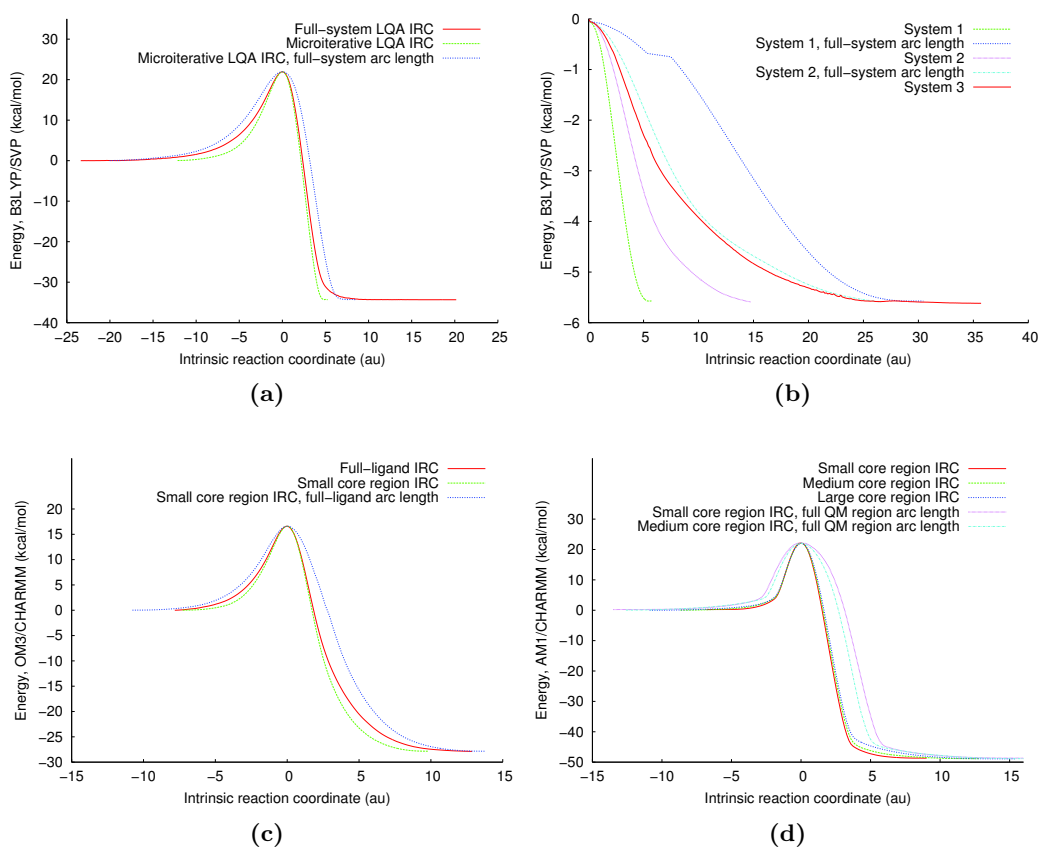 Full-system LQA IRC
Microiterative LQA IRC
Microiterative LQA IRC, full-system arc length
Energy, B3LYP/SVP (kcal/mol)
30
20
10
0
−10
−20
−30
−40
−25 −20 −15 −10 −5 0 5 10 15 20 25
Intrinsic reaction coordinate (au)
(a)
System 1
System 1, full-system arc length
System 2
System 2, full-system arc length
System 3
Energy, B3LYP/SVP (kcal/mol)
0
−1
−2
−3
−4
−5
−6
0 5 10 15 20 25 30 35 40
Intrinsic reaction coordinate (au)
(b)
Full-ligand IRC
Small core region IRC
Small core region IRC, full-ligand arc length
Energy, OM3/CHARMM (kcal/mol)
20
15
10
5
0
−5
−10
−15
−20
−25
−30
−15 −10 −5 0 5 10 15
Intrinsic reaction coordinate (au)
(c)
Small core region IRC
Medium core region IRC
Large core region IRC
Small core region IRC, full QM region arc length
Medium core region IRC, full QM region arc length
Energy, AM1/CHARMM (kcal/mol)
30
20
10
0
−10
−20
−30
−40
−50
−15 −10 −5 0 5 10 15
Intrinsic reaction coordinate (au)
(d)